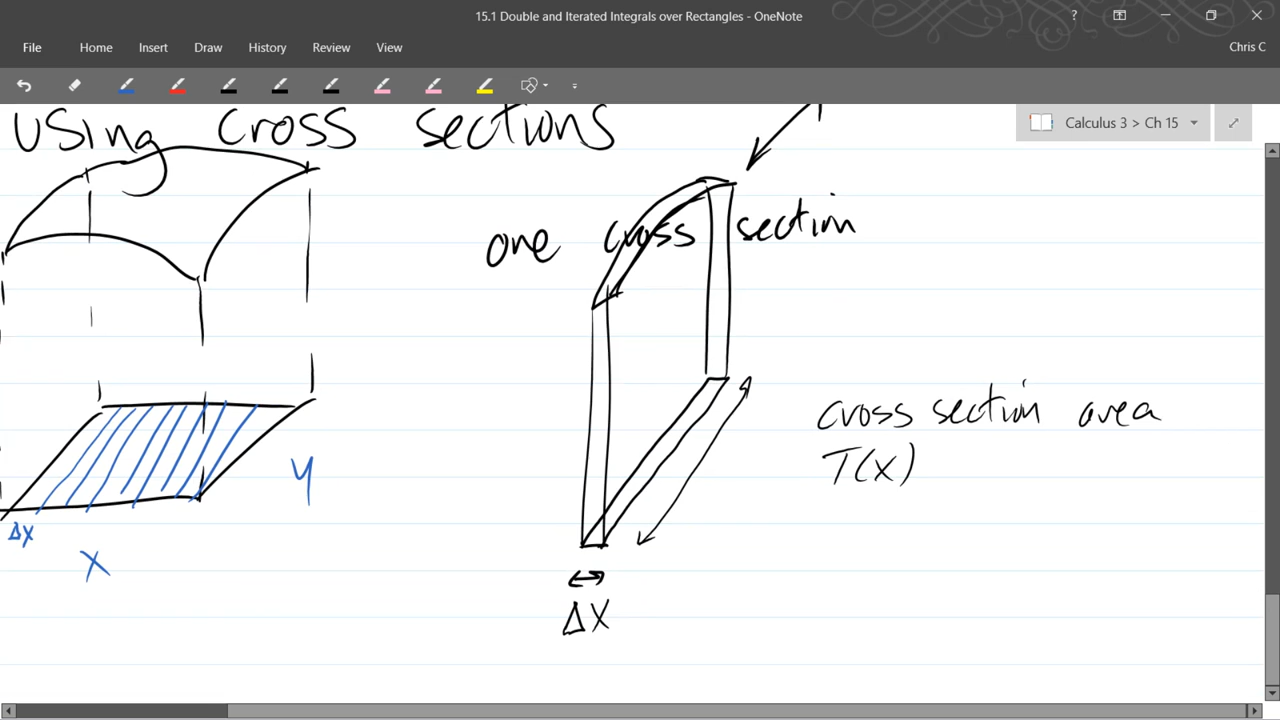 15.1 Double and Iterated Integrals over Rectangles - OneNote
?
File Home Insert Draw History Review View
Chris C
Calculus 3 > Ch 15
Using cross sections
one cross section
cross section area
T(x)
y
Δx
x
Δx